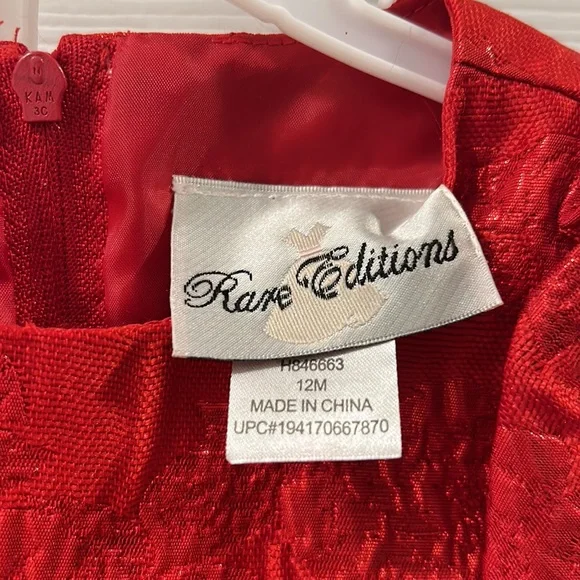 KAM
3C
Rare Editions
H846663
12M
MADE IN CHINA
UPC#194170667870